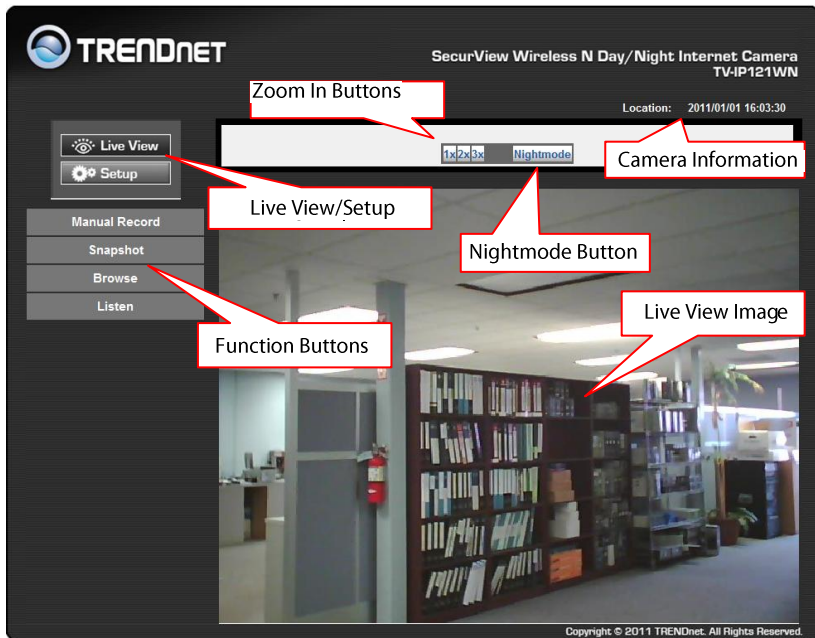 TRENDnet
SecurView Wireless N Day/Night Internet Camera
TV-IP121WN
Zoom In Buttons
Location: 2011/01/01 16:03:30
Live View
Setup
1x 2x 3x Nightmode
Camera Information
Live View/Setup
Manual Record
Snapshot
Browse
Listen
Nightmode Button
Live View Image
Function Buttons
Copyright © 2011 TRENDnet. All Rights Reserved.